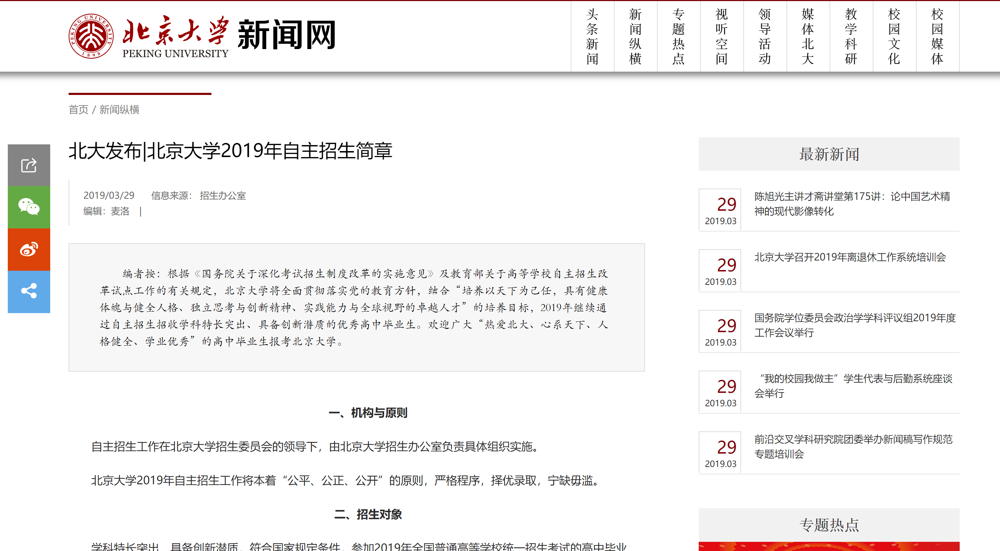 PEKING UNIVERSITY
1898
北京大学
PEKING UNIVERSITY
新闻网
头条新闻
新闻纵横
专题热点
视听空间
领导活动
媒体北大
教学科研
校园文化
校园媒体
首页 / 新闻纵横
北大发布|北京大学2019年自主招生简章
2019/03/29 信息来源： 招生办公室
编辑：麦洛 |
编者按：根据《国务院关于深化考试招生制度改革的实施意见》及教育部关于高等学校自主招生改
革试点工作的有关规定，北京大学将全面贯彻落实党的教育方针，结合“培养以天下为己任，具有健康
体魄与健全人格、独立思考与创新精神、实践能力与全球视野的卓越人才”的培养目标，2019年继续通
过自主招生招收学科特长突出、具备创新潜质的优秀高中毕业生。欢迎广大“热爱北大、心系天下、人
格健全、学业优秀”的高中毕业生报考北京大学。
一、机构与原则
自主招生工作在北京大学招生委员会的领导下，由北京大学招生办公室负责具体组织实施。
北京大学2019年自主招生工作将本着“公平、公正、公开”的原则，严格程序，择优录取，宁缺毋滥。
二、招生对象
学科特长突出、具备创新潜质，符合国家规定条件，参加2019年全国普通高等学校统一招生考试的高中毕业
最新新闻
29
2019.03
陈旭光主讲才斋讲堂第175讲：论中国艺术精
神的现代影像转化
29
2019.03
北京大学召开2019年离退休工作系统培训会
29
2019.03
国务院学位委员会政治学学科评议组2019年度
工作会议举行
29
2019.03
“我的校园我做主”学生代表与后勤系统座谈
会举行
29
2019.03
前沿交叉学科研究院团委举办新闻稿写作规范
专题培训会
专题热点